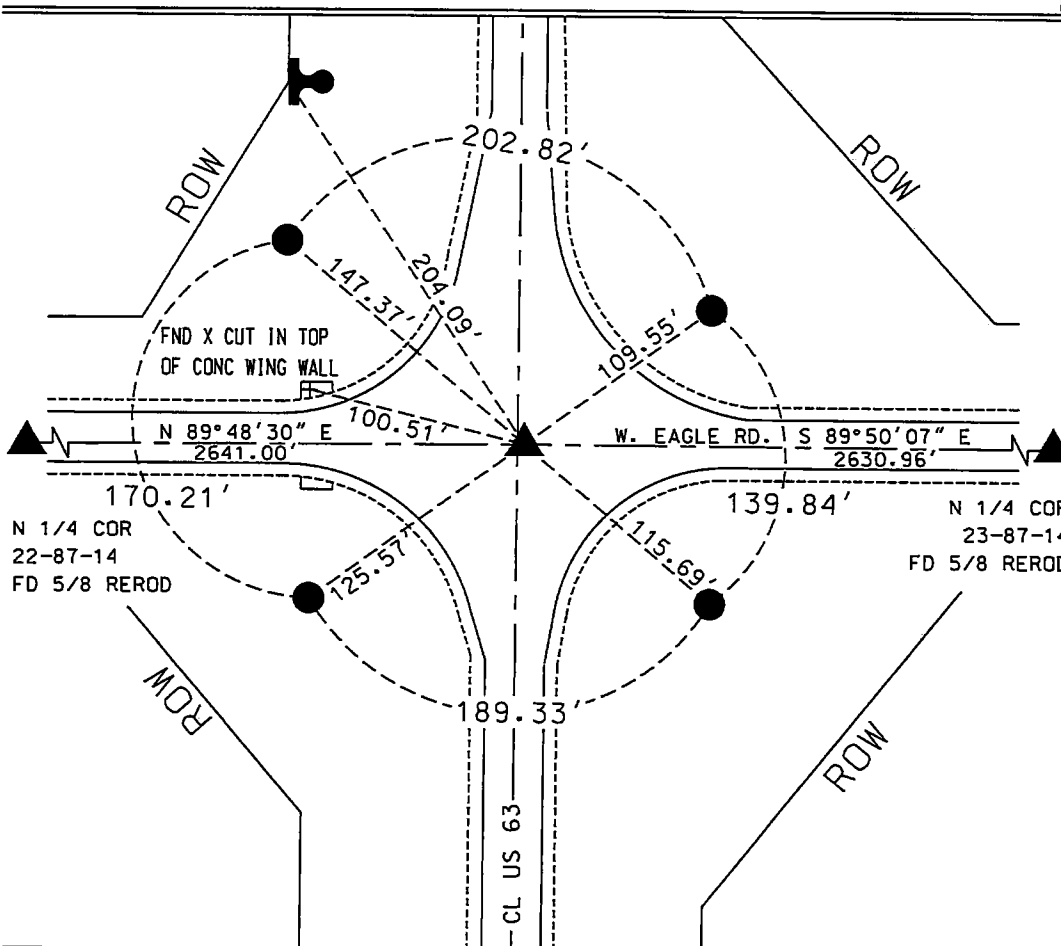 202.82'
ROW
ROW
204.09'
147.37'
109.55'
FND X CUT IN TOP
OF CONC WING WALL
100.51'
N 89°48'30" E
2641.00'
W. EAGLE RD.
S 89°50'07" E
2630.96'
170.21'
139.84'
N 1/4 COR
22-87-14
FD 5/8 REROD
N 1/4 COR
23-87-14
FD 5/8 REROD
125.57'
115.69'
ROW
ROW
189.33'
CL US 63